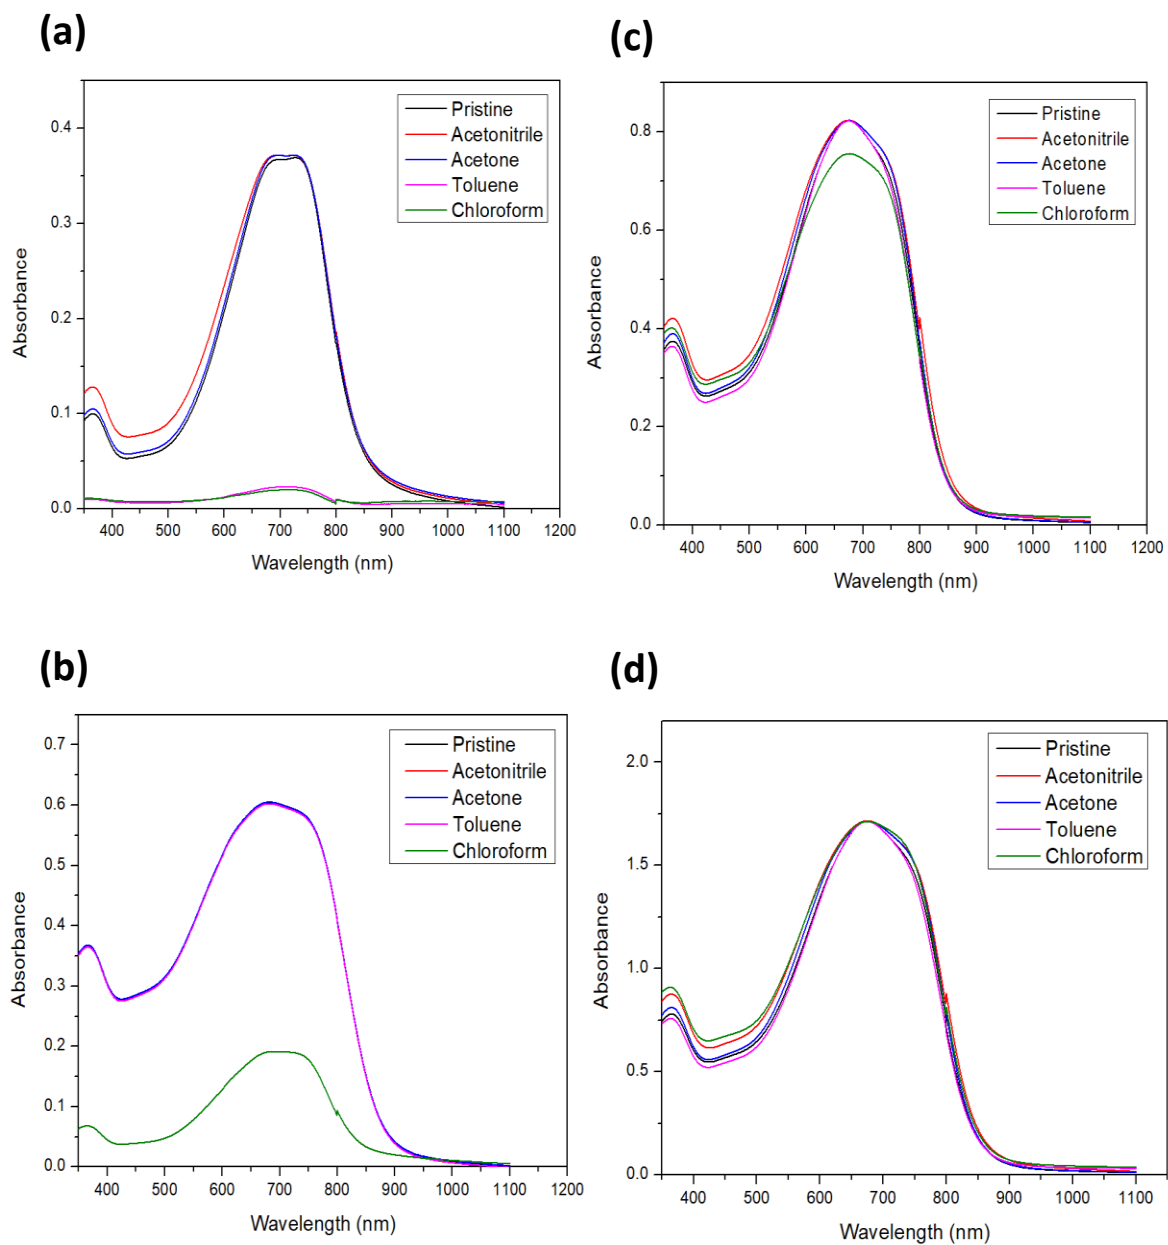 (a)
Pristine
Acetonitrile
Acetone
Toluene
Chloroform
0.4
0.3
0.2
0.1
0.0
Absorbance
400 500 600 700 800 900 1000 1100 1200
Wavelength (nm)
(c)
Pristine
Acetonitrile
Acetone
Toluene
Chloroform
0.8
0.6
0.4
0.2
0.0
Absorbance
400 500 600 700 800 900 1000 1100 1200
Wavelength (nm)
(b)
Pristine
Acetonitrile
Acetone
Toluene
Chloroform
0.7
0.6
0.5
0.4
0.3
0.2
0.1
0.0
Absorbance
400 500 600 700 800 900 1000 1100 1200
Wavelength (nm)
(d)
Pristine
Acetonitrile
Acetone
Toluene
Chloroform
2.0
1.5
1.0
0.5
0.0
Absorbance
400 500 600 700 800 900 1000 1100
Wavelength (nm)